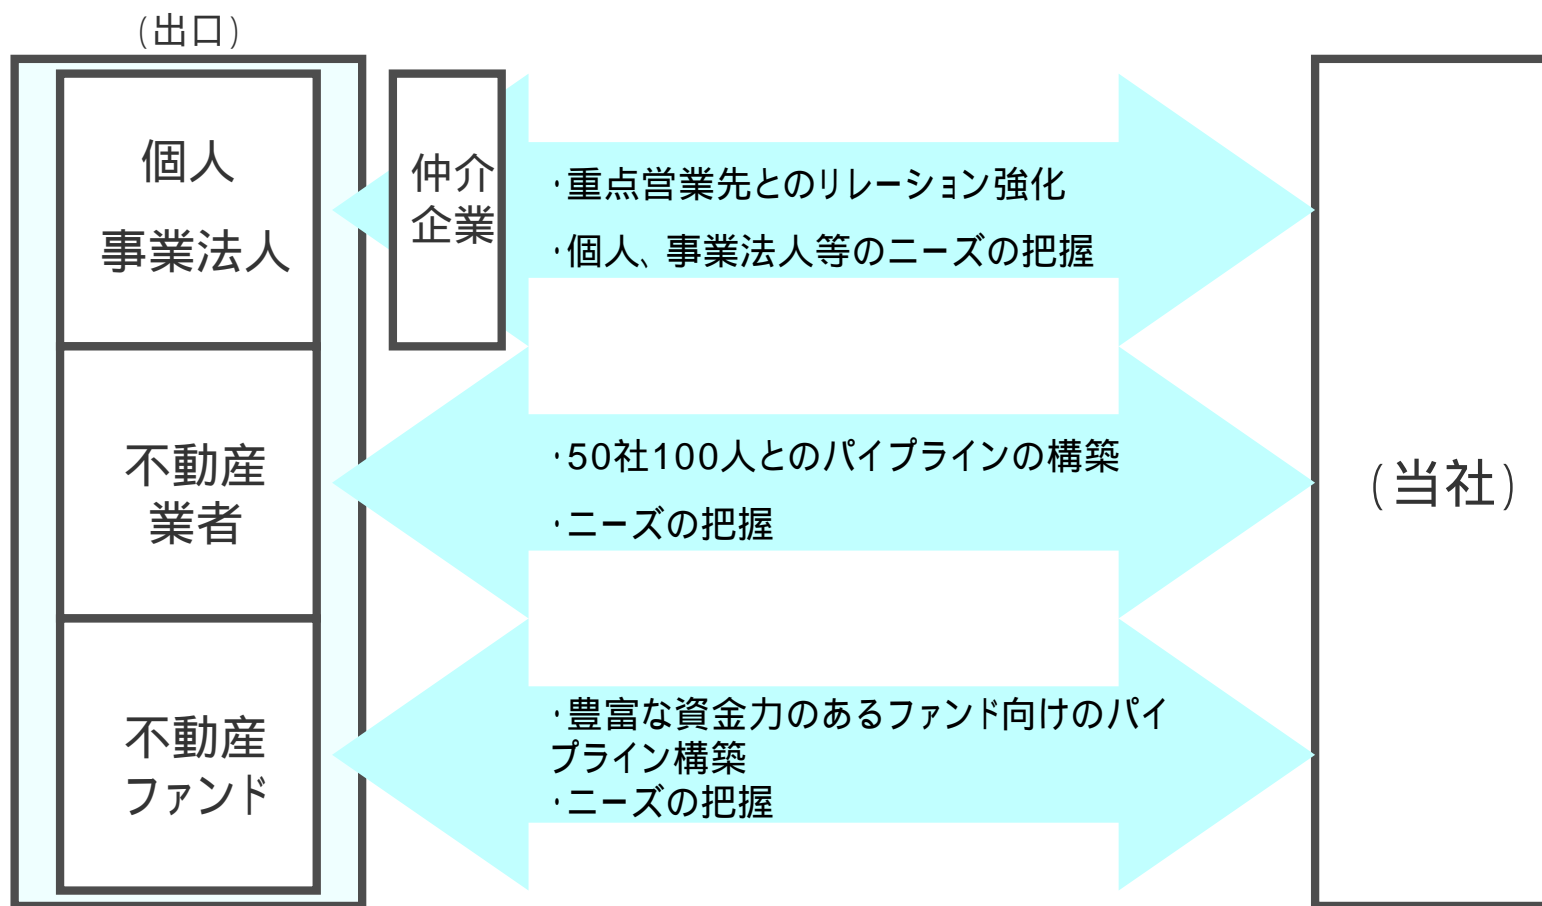 (出口)
個人
事業法人
仲介
企業
・重点営業先とのリレーション強化
・個人、事業法人等のニーズの把握
不動産
業者
・50社100人とのパイプラインの構築
・ニーズの把握
(当社)
不動産
ファンド
・豊富な資金力のあるファンド向けのパイ
プライン構築
・ニーズの把握